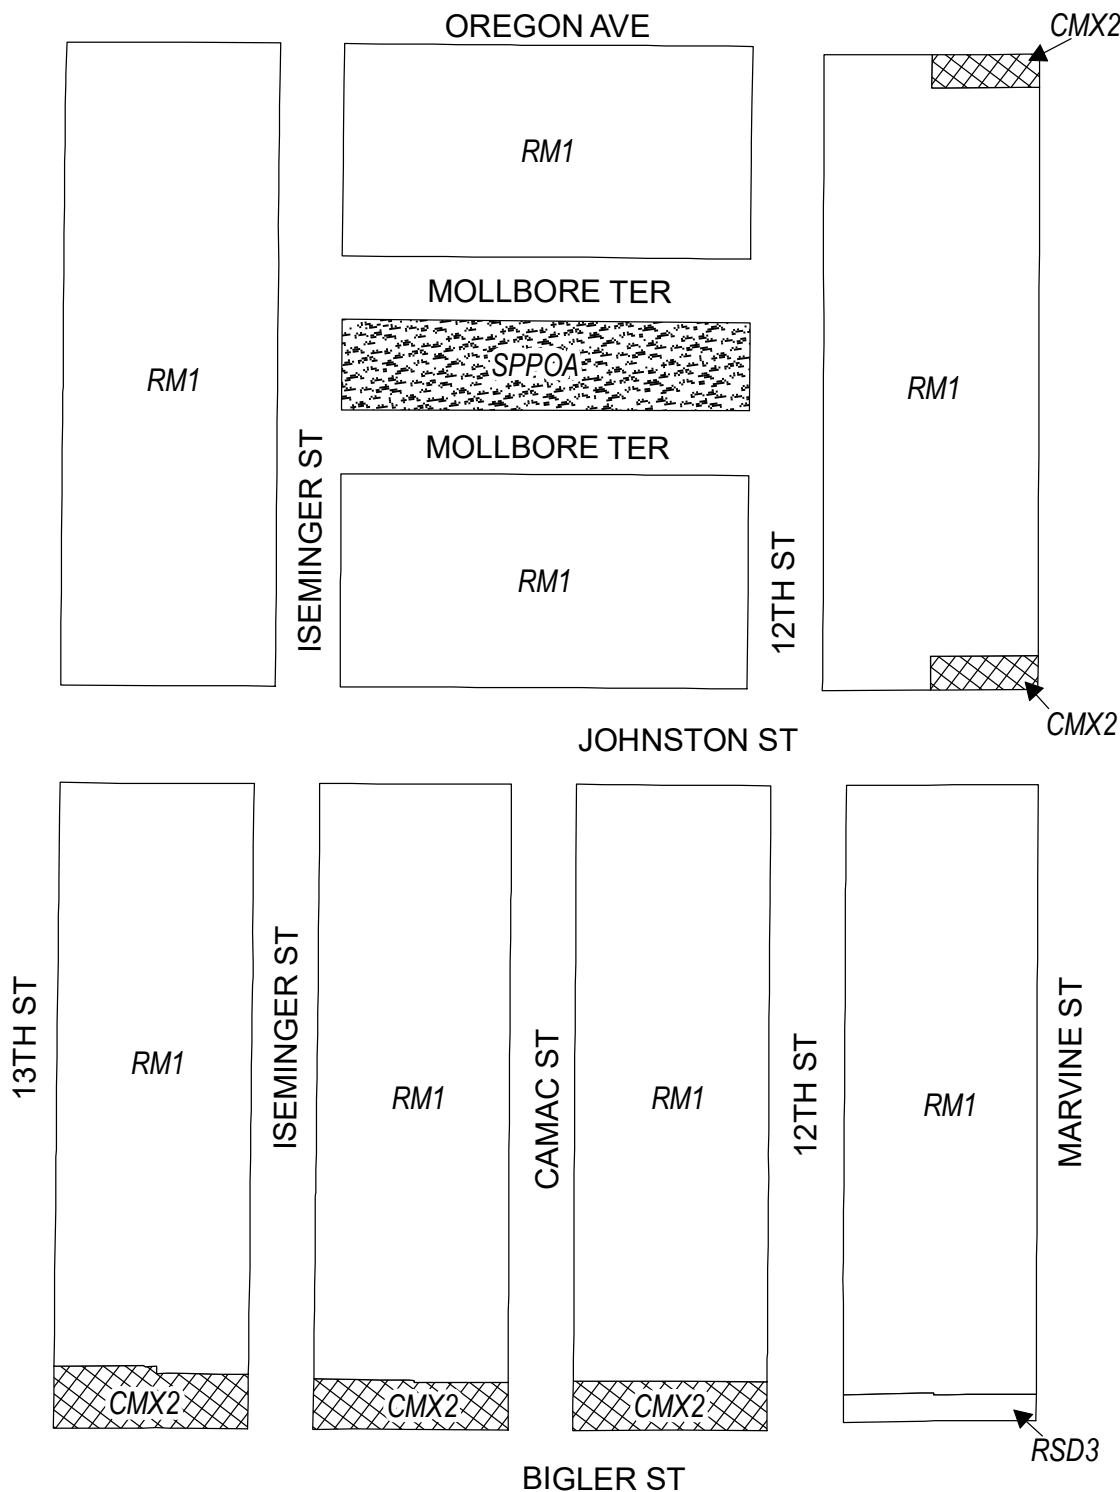 OREGON AVE
CMX2
RM1
MOLLBORE TER
RM1
SPPOA
RM1
MOLLBORE TER
ISEMINGER ST
RM1
12TH ST
CMX2
JOHNSTON ST
13TH ST
RM1
ISEMINGER ST
RM1
CAMAC ST
RM1
12TH ST
RM1
MARVINE ST
CMX2
CMX2
CMX2
RSD3
BIGLER ST